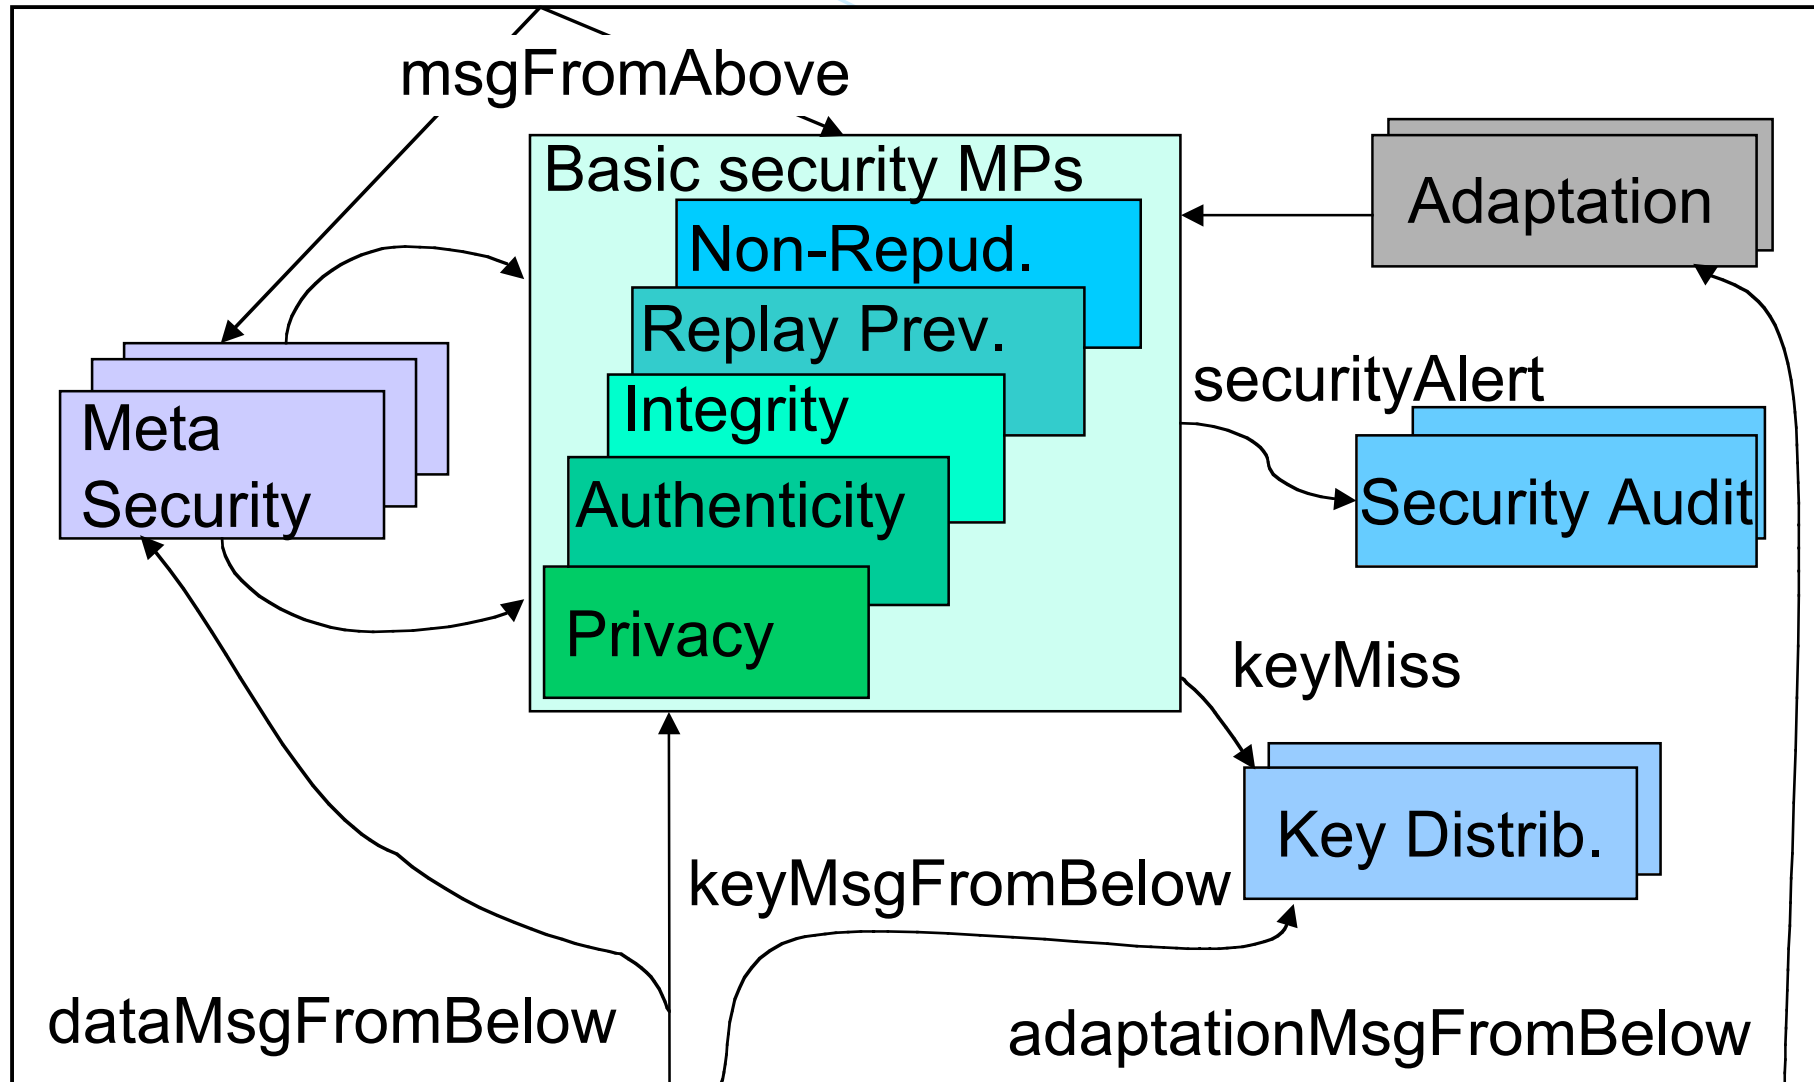 msgFromAbove
Basic security MPs
Adaptation
Non-Repud.
Replay Prev.
securityAlert
Integrity
Meta
Security
Authenticity
Security Audit
Privacy
keyMiss
Key Distrib.
keyMsgFromBelow
dataMsgFromBelow
adaptationMsgFromBelow